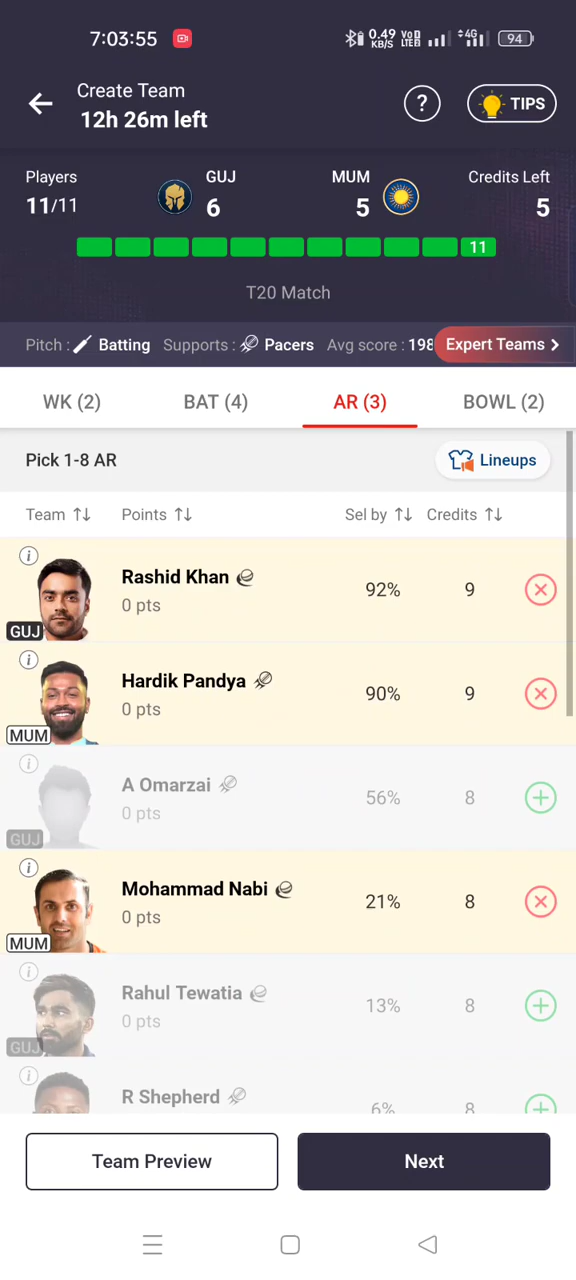 7:03:55 0.49 KB/S VoD LTE2 4G 94
Create Team
12h 26m left
? TIPS
Players GUJ MUM Credits Left
11/11 6 5 5
11
T20 Match
Pitch : Batting Supports : Pacers Avg score : 198 Expert Teams >
WK (2) BAT (4) AR (3) BOWL (2)
Pick 1-8 AR Lineups
Team Points Sel by Credits
i
Rashid Khan
0 pts 92% 9
GUJ
i
Hardik Pandya
0 pts 90% 9
MUM
i
A Omarzai
0 pts 56% 8
GUJ
i
Mohammad Nabi
0 pts 21% 8
MUM
i
Rahul Tewatia
0 pts 13% 8
GUJ
i
R Shepherd 6% 8
Team Preview Next